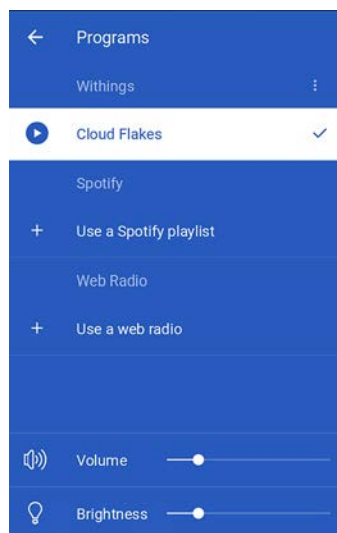 Programs
Withings
Cloud Flakes
Spotify
Use a Spotify playlist
Web Radio
Use a web radio
Volume
Brightness